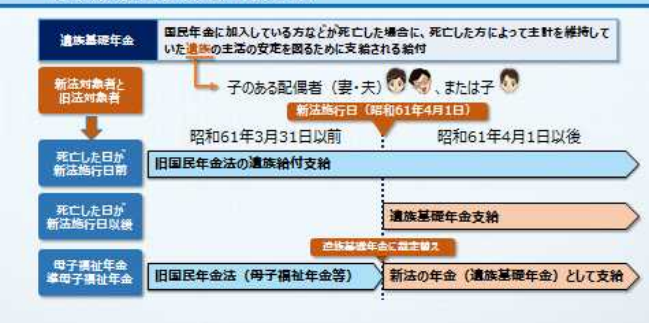 遺族基礎年金
国民年金に加入している方などが死亡した場合に、死亡した方によって生計を維持して
いた遺族の生活の安定を図るために支給される給付
新法対象者と
旧法対象者
子のある配偶者（妻・夫）、または子
新法施行日（昭和61年4月1日）
昭和61年3月31日以前
昭和61年4月1日以後
死亡した日が
新法施行日前
旧国民年金法の遺族給付支給
死亡した日が
新法施行日以後
遺族基礎年金支給
遺族基礎年金に裁定替え
母子福祉年金
準母子福祉年金
旧国民年金法（母子福祉年金等）
新法の年金（遺族基礎年金）として支給